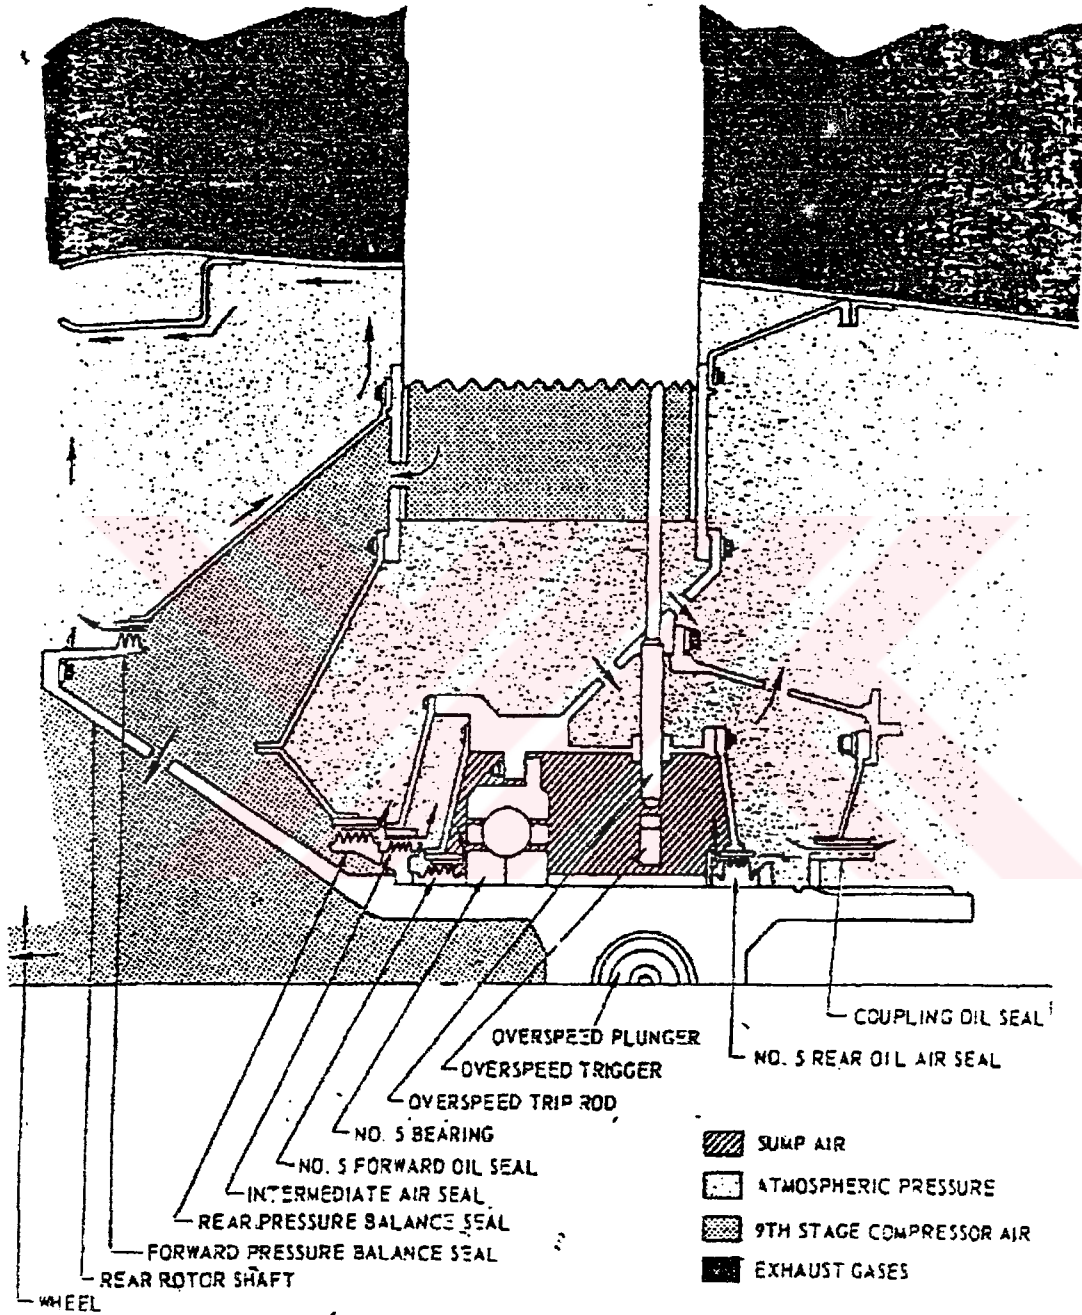 COUPLING OIL SEAL
OVERSPEED PLUNGER
NO. 5 REAR OIL AIR SEAL
OVERSPEED TRIGGER
OVERSPEED TRIP ROD
NO. 5 BEARING
NO. 5 FORWARD OIL SEAL
INTERMEDIATE AIR SEAL
REAR PRESSURE BALANCE SEAL
FORWARD PRESSURE BALANCE SEAL
REAR ROTOR SHAFT
WHEEL
SUMP AIR
ATMOSPHERIC PRESSURE
9TH STAGE COMPRESSOR AIR
EXHAUST GASES